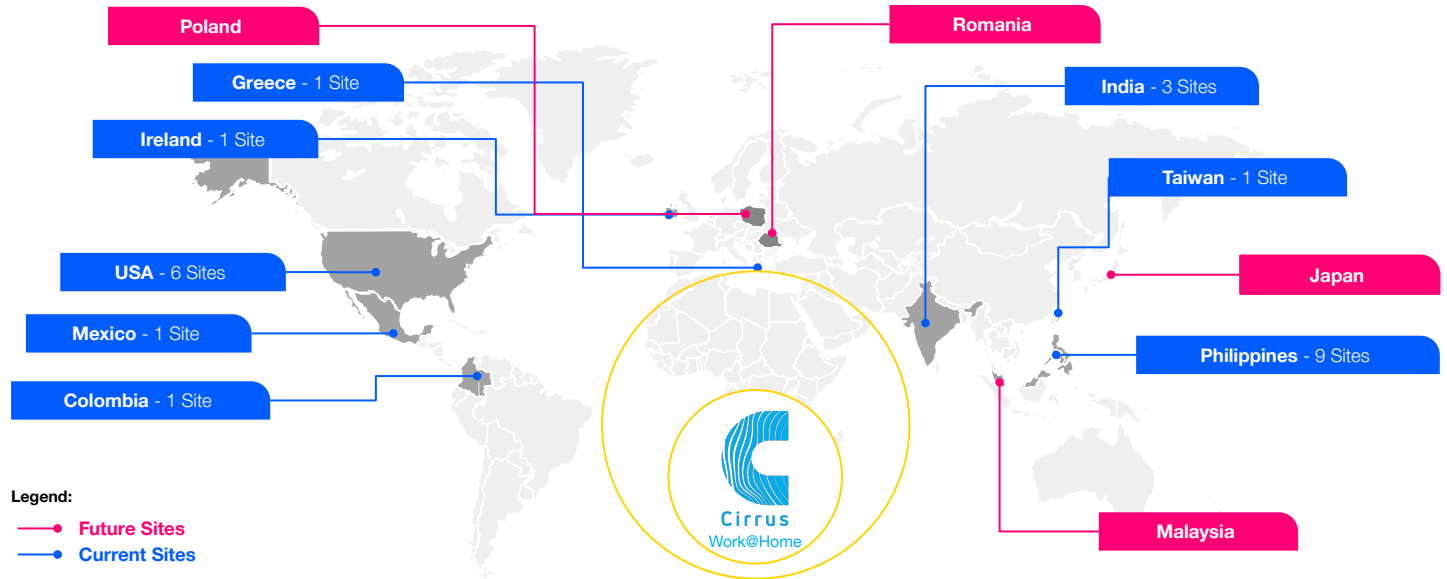 Poland
Romania
Greece - 1 Site
India - 3 Sites
Ireland - 1 Site
Taiwan - 1 Site
USA - 6 Sites
Japan
Mexico - 1 Site
Philippines - 9 Sites
Colombia - 1 Site
Cirrus
Work@Home
Legend:
Future Sites
Current Sites
Malaysia